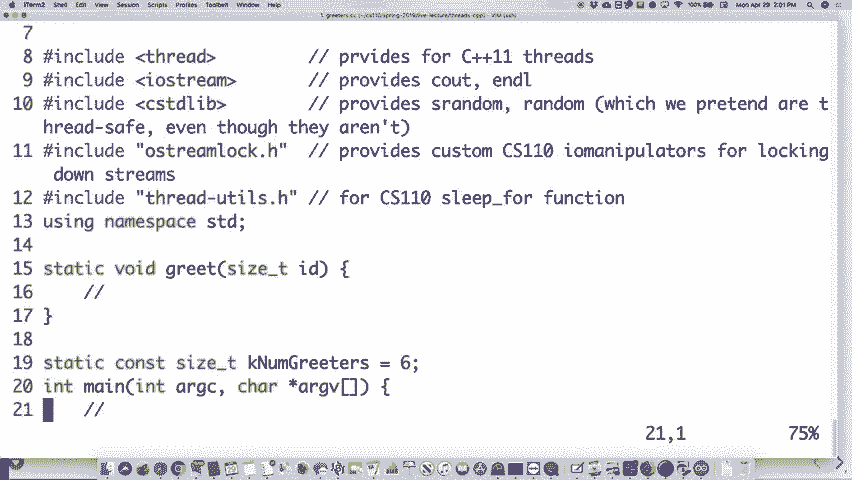 iTerm2 Shell Edit View Session Scripts Profiles Toolbelt Window Help 100% Mon Apr 29 2:01 PM
1. greeters.cc (~/cs110/spring-2019/live-lecture/threads-cpp) - VIM (ssh)
7
8 #include <thread> // prvides for C++11 threads
9 #include <iostream> // provides cout, endl
10 #include <cstdlib> // provides srandom, random (which we pretend are t
hread-safe, even though they aren't)
11 #include "ostreamlock.h" // provides custom CS110 iomanipulators for locking
down streams
12 #include "thread-utils.h" // for CS110 sleep_for function
13 using namespace std;
14
15 static void greet(size_t id) {
16 //
17 }
18
19 static const size_t kNumGreeters = 6;
20 int main(int argc, char *argv[]) {
21 //
21,1 75%